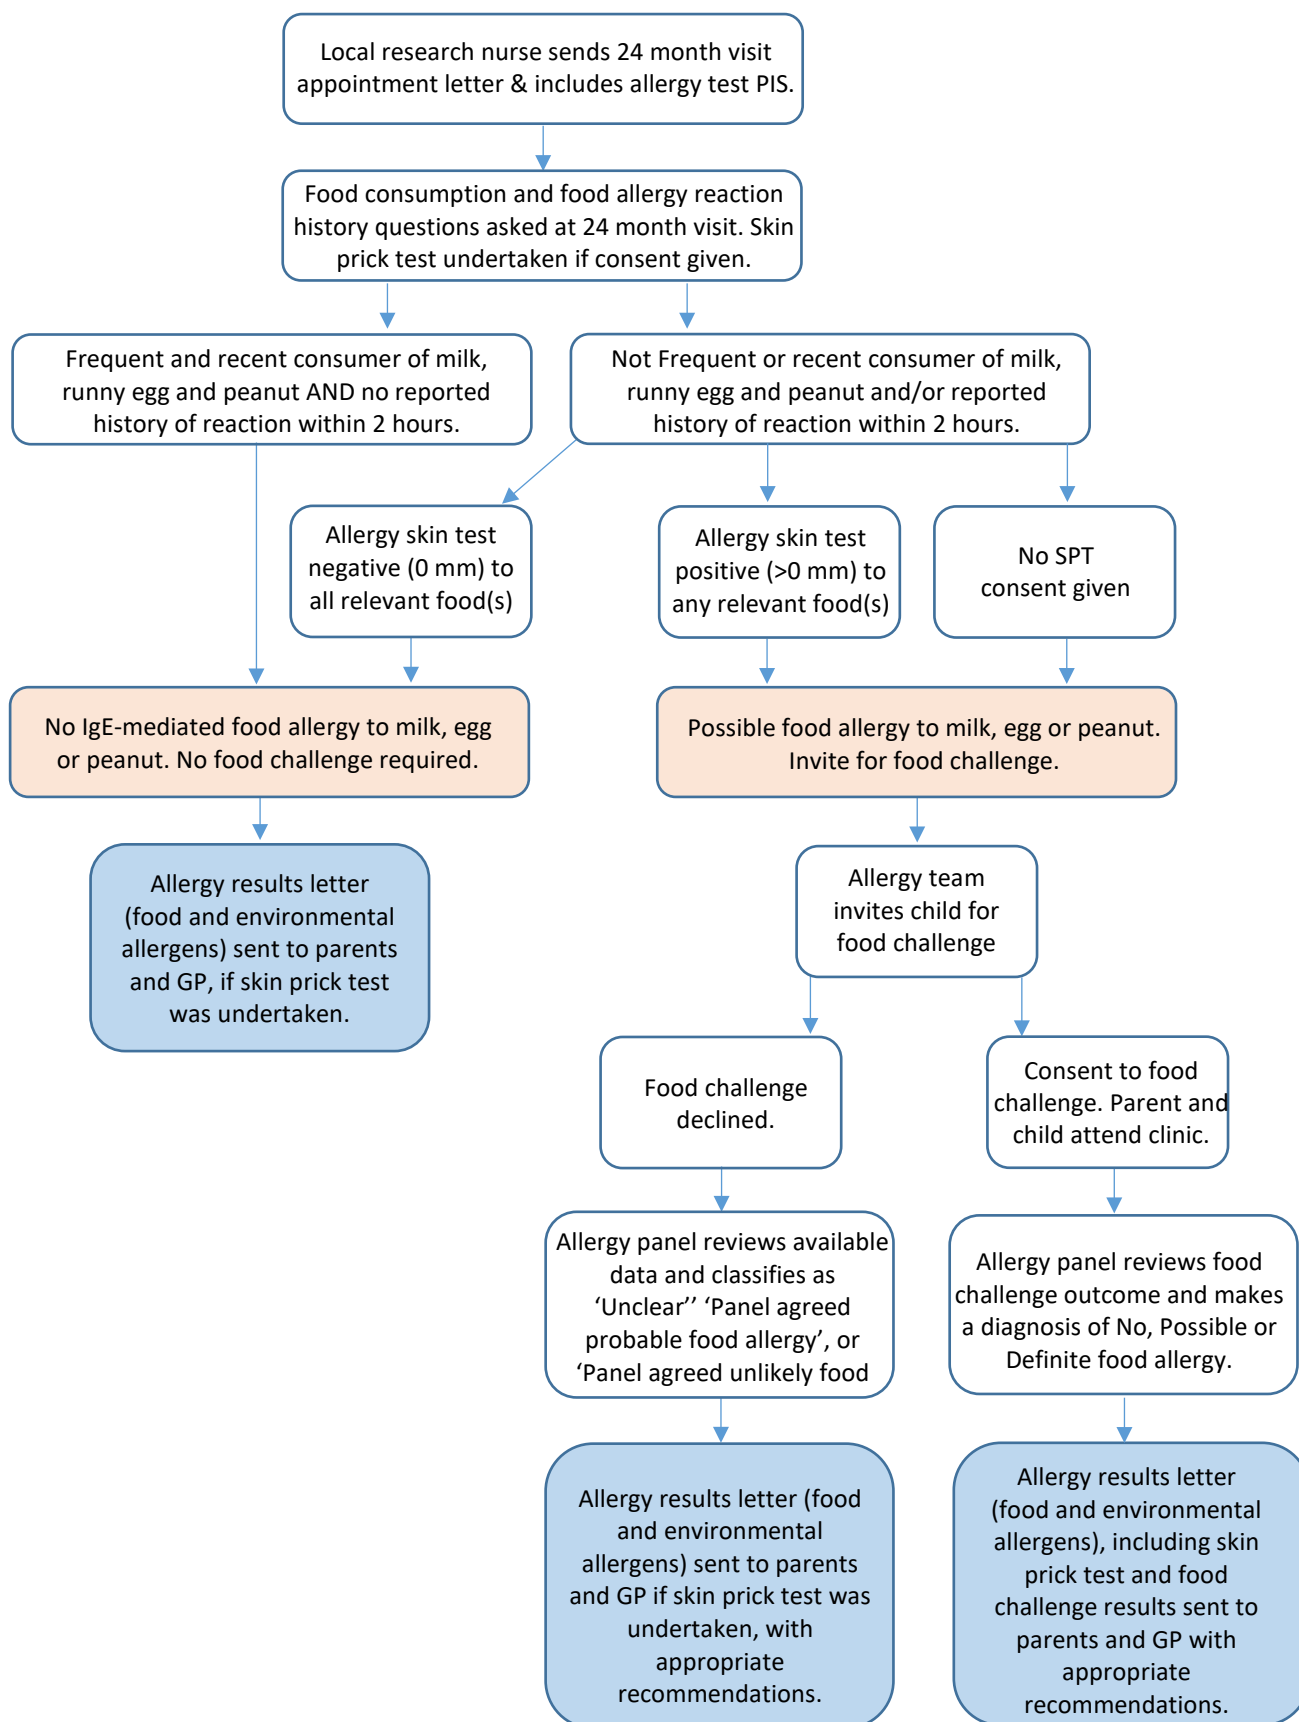 Local research nurse sends 24 month visit
appointment letter & includes allergy test PIS.
Food consumption and food allergy reaction
history questions asked at 24 month visit. Skin
prick test undertaken if consent given.
Frequent and recent consumer of milk,
runny egg and peanut AND no reported
history of reaction within 2 hours.
Not Frequent or recent consumer of milk,
runny egg and peanut and/or reported
history of reaction within 2 hours.
Allergy skin test
negative (0 mm) to
all relevant food(s)
Allergy skin test
positive (>0 mm) to
any relevant food(s)
No SPT
consent given
No IgE-mediated food allergy to milk, egg
or peanut. No food challenge required.
Possible food allergy to milk, egg or peanut.
Invite for food challenge.
Allergy results letter
(food and environmental
allergens) sent to parents
and GP, if skin prick test
was undertaken.
Allergy team
invites child for
food challenge
Food challenge
declined.
Consent to food
challenge. Parent and
child attend clinic.
Allergy panel reviews available
data and classifies as
‘Unclear’’ ‘Panel agreed
probable food allergy’, or
‘Panel agreed unlikely food
Allergy panel reviews food
challenge outcome and makes
a diagnosis of No, Possible or
Definite food allergy.
Allergy results letter (food
and environmental
allergens) sent to parents
and GP if skin prick test was
undertaken, with
appropriate
recommendations.
Allergy results letter
(food and environmental
allergens), including skin
prick test and food
challenge results sent to
parents and GP with
appropriate
recommendations.